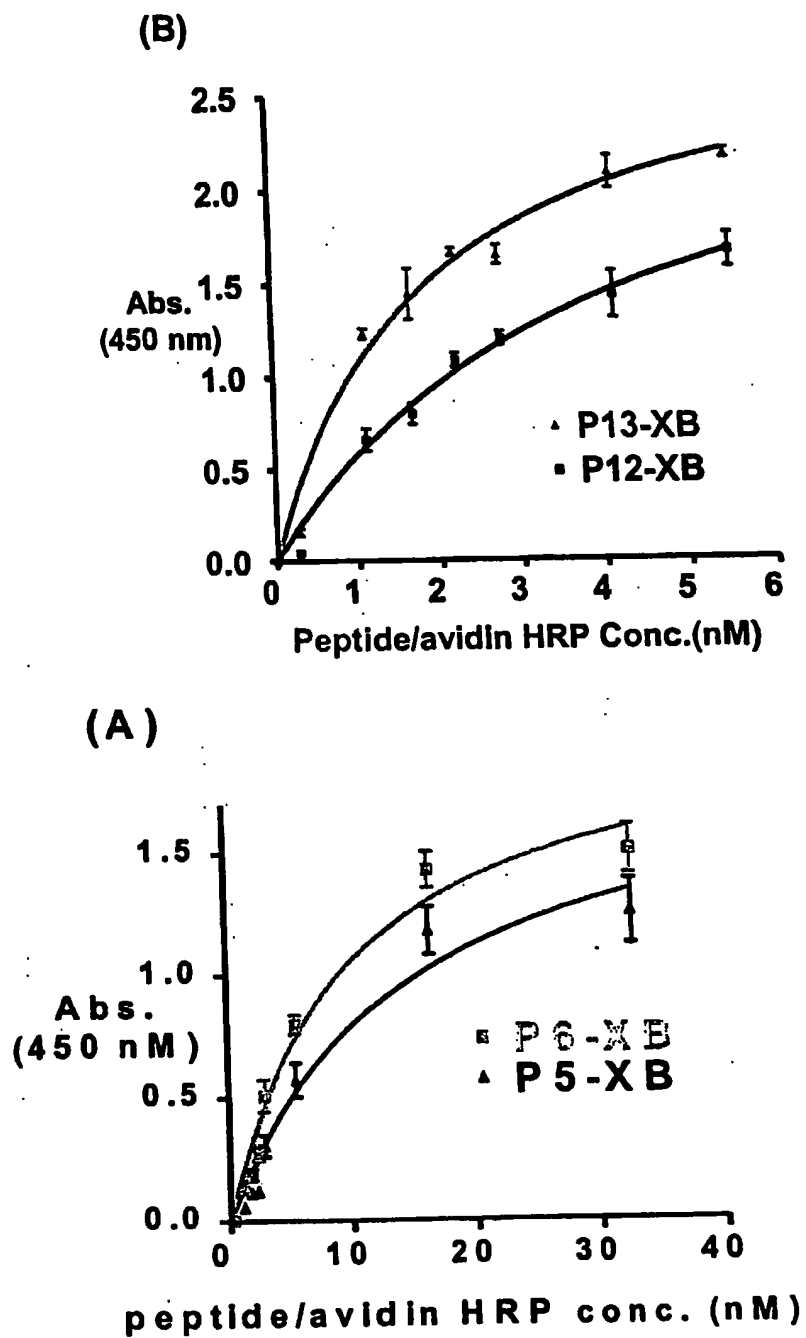 (B)
2.5
2.0
1.5
1.0
0.5
0.0
Abs.
(450 nm)
P13-XB
P12-XB
0 1 2 3 4 5 6
Peptide/avidin HRP Conc.(nM)
(A)
1.5
1.0
0.5
0.0
Abs.
(450 nM)
P6-XB
P5-XB
0 10 20 30 40
peptide/avidin HRP conc. (nM)